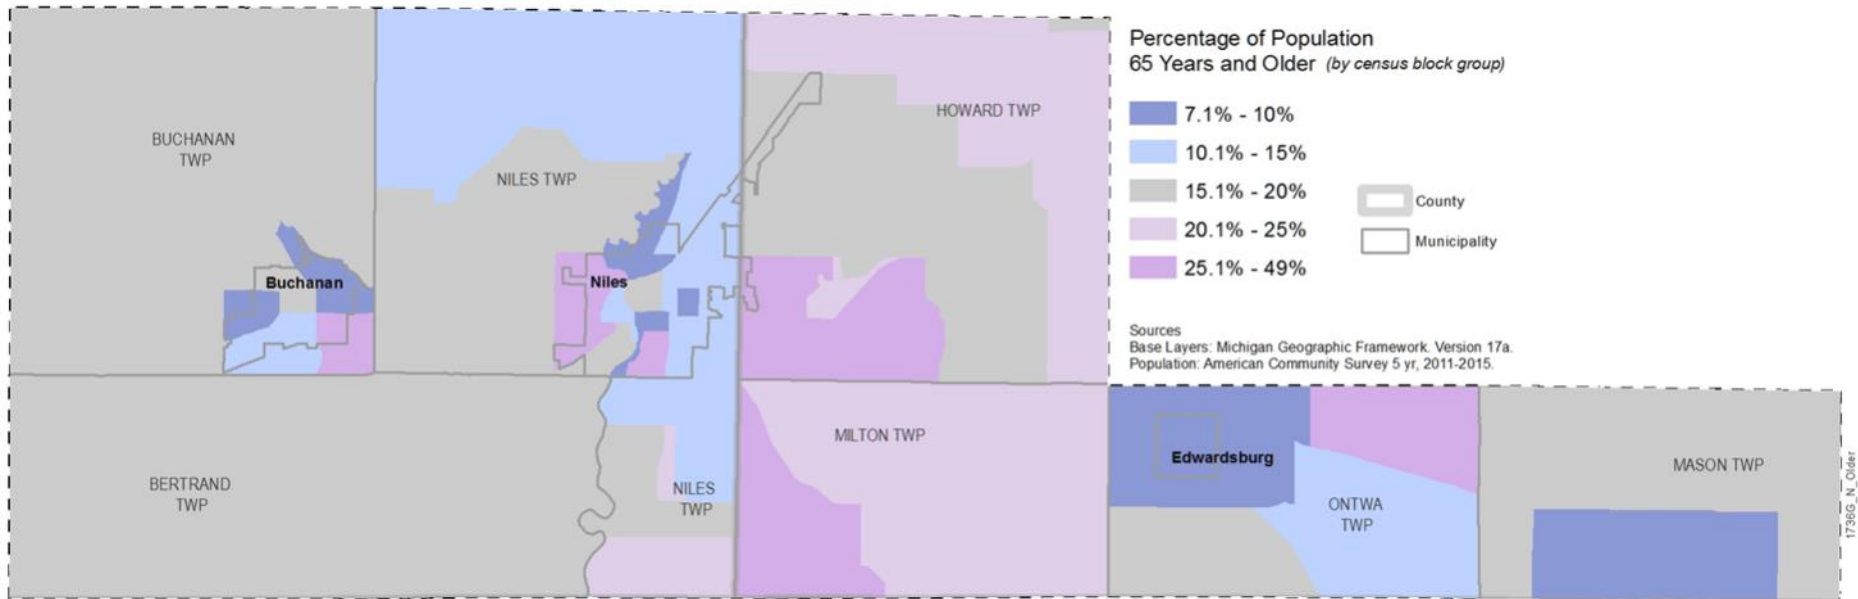 Percentage of Population
65 Years and Older (by census block group)
7.1% - 10%
10.1% - 15%
15.1% - 20%
20.1% - 25%
25.1% - 49%
County
Municipality
Sources
Base Layers: Michigan Geographic Framework. Version 17a.
Population: American Community Survey 5 yr, 2011-2015.
BUCHANAN
TWP
NILES TWP
HOWARD TWP
Buchanan
Niles
BERTRAND
TWP
NILES
TWP
MILTON TWP
Edwardsburg
ONTWA
TWP
MASON TWP
1736G_N_Older